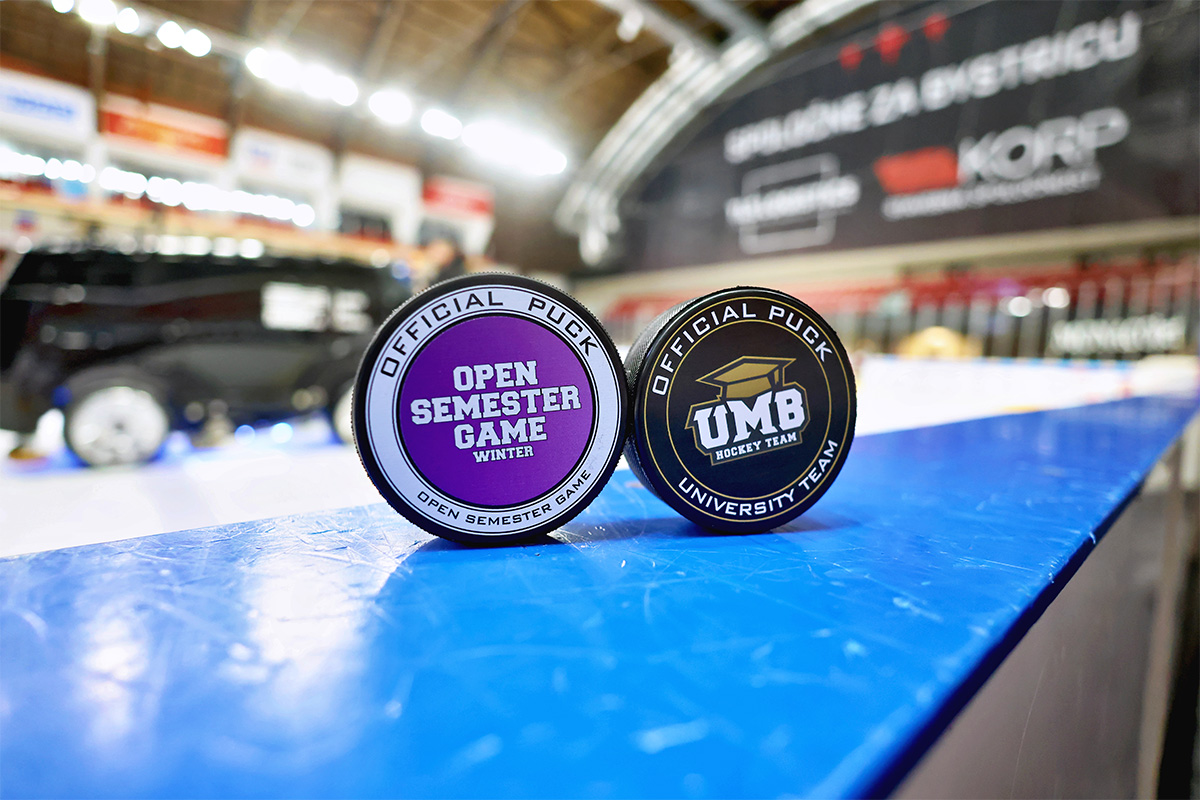 SPOLOČNE ZA BYSTRICU
KORP
OFFICIAL PUCK
OPEN
SEMESTER
GAME
WINTER
OPEN SEMESTER GAME
OFFICIAL PUCK
UMB
HOCKEY TEAM
UNIVERSITY TEAM